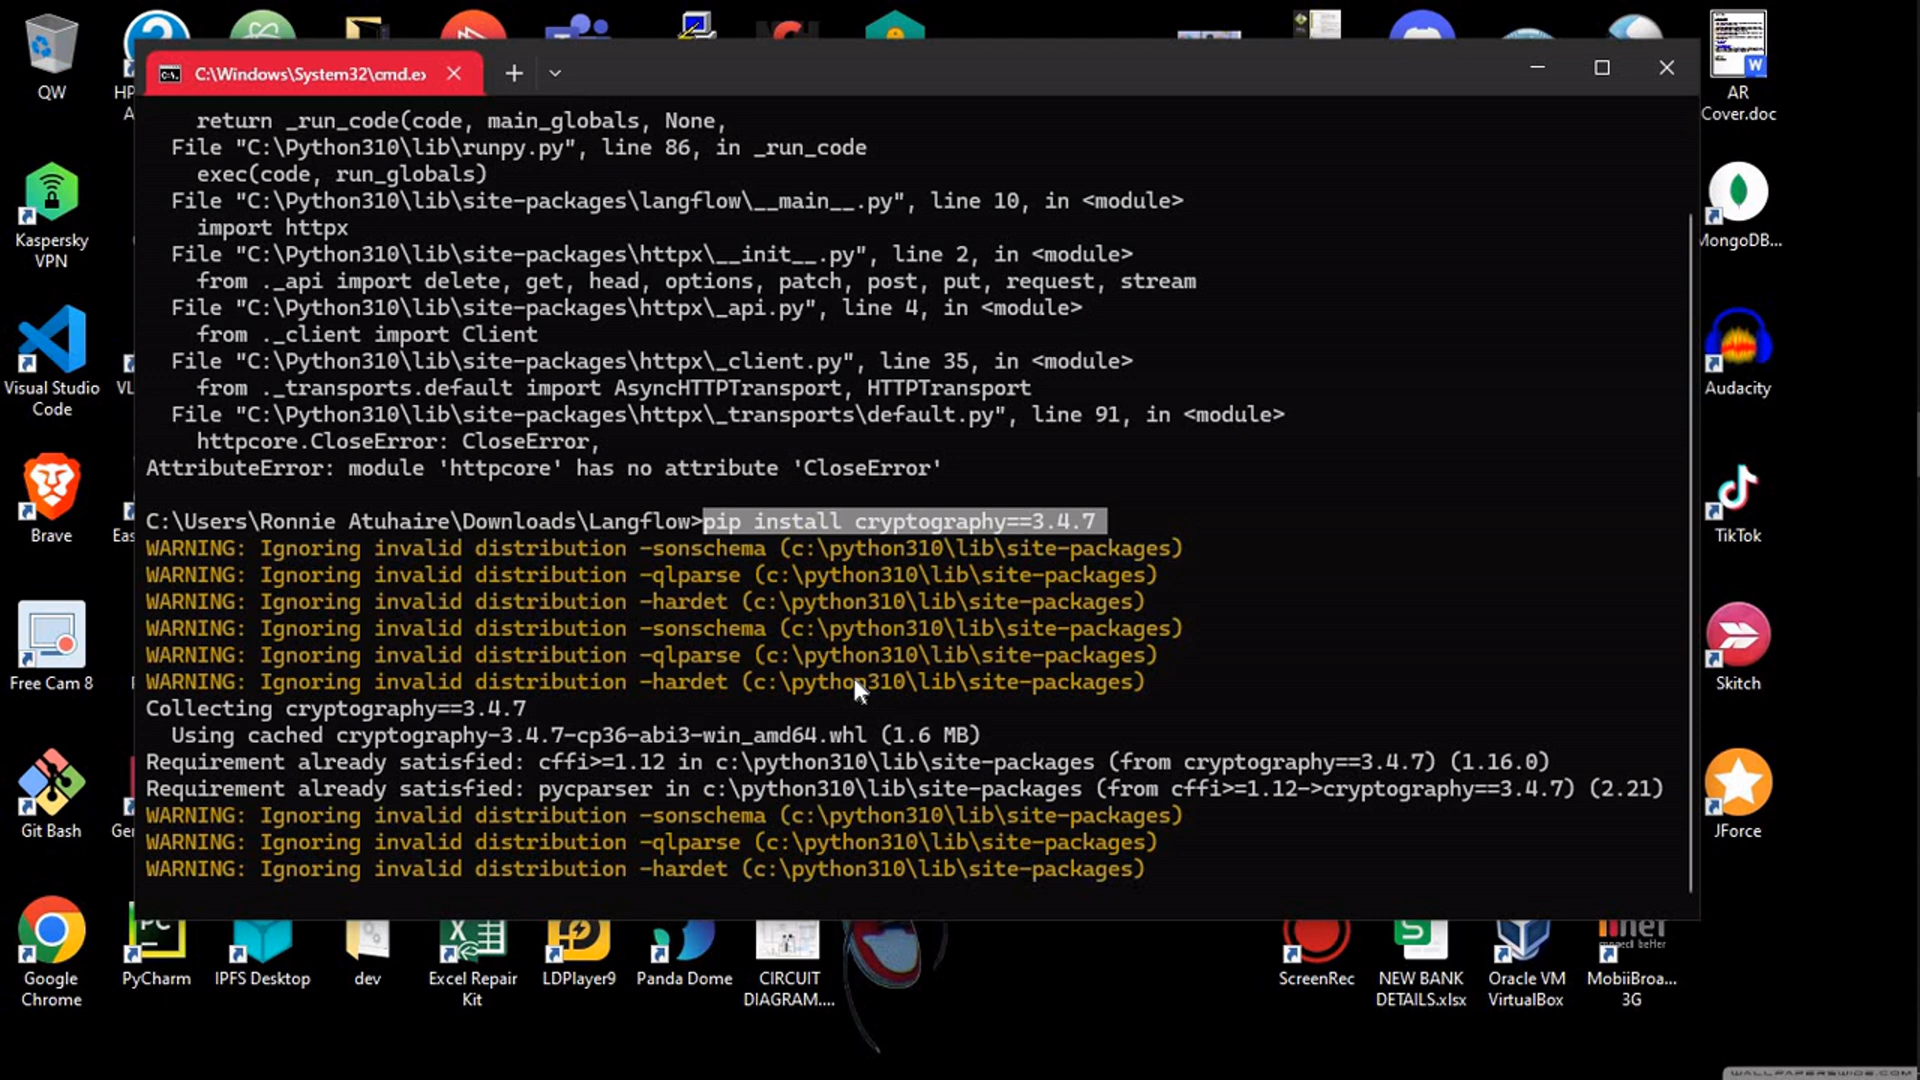 QW
HP
A
AR
Cover.doc
C:\Windows\System32\cmd.ex
return _run_code(code, main_globals, None,
File "C:\Python310\lib\runpy.py", line 86, in _run_code
exec(code, run_globals)
File "C:\Python310\lib\site-packages\langflow\__main__.py", line 10, in <module>
import httpx
File "C:\Python310\lib\site-packages\httpx\__init__.py", line 2, in <module>
from ._api import delete, get, head, options, patch, post, put, request, stream
File "C:\Python310\lib\site-packages\httpx\_api.py", line 4, in <module>
from ._client import Client
File "C:\Python310\lib\site-packages\httpx\_client.py", line 35, in <module>
from ._transports.default import AsyncHTTPTransport, HTTPTransport
File "C:\Python310\lib\site-packages\httpx\_transports\default.py", line 91, in <module>
httpcore.CloseError: CloseError,
AttributeError: module 'httpcore' has no attribute 'CloseError'
C:\Users\Ronnie Atuhaire\Downloads\Langflow>pip install cryptography==3.4.7
WARNING: Ignoring invalid distribution -sonschema (c:\python310\lib\site-packages)
WARNING: Ignoring invalid distribution -qlparse (c:\python310\lib\site-packages)
WARNING: Ignoring invalid distribution -hardet (c:\python310\lib\site-packages)
WARNING: Ignoring invalid distribution -sonschema (c:\python310\lib\site-packages)
WARNING: Ignoring invalid distribution -qlparse (c:\python310\lib\site-packages)
WARNING: Ignoring invalid distribution -hardet (c:\python310\lib\site-packages)
Collecting cryptography==3.4.7
Using cached cryptography-3.4.7-cp36-abi3-win_amd64.whl (1.6 MB)
Requirement already satisfied: cffi>=1.12 in c:\python310\lib\site-packages (from cryptography==3.4.7) (1.16.0)
Requirement already satisfied: pycparser in c:\python310\lib\site-packages (from cffi>=1.12->cryptography==3.4.7) (2.21)
WARNING: Ignoring invalid distribution -sonschema (c:\python310\lib\site-packages)
WARNING: Ignoring invalid distribution -qlparse (c:\python310\lib\site-packages)
WARNING: Ignoring invalid distribution -hardet (c:\python310\lib\site-packages)
Kaspersky
VPN
Visual Studio
Code
VL
Brave
Eas
Free Cam 8
Git Bash
Ger
MongoDB...
Audacity
TikTok
Skitch
JForce
Google
Chrome
PC
PyCharm
IPFS Desktop
dev
Excel Repair
Kit
LDPlayer9
Panda Dome
CIRCUIT
DIAGRAM....
ScreenRec
NEW BANK
DETAILS.xlsx
Oracle VM
VirtualBox
MobiiBroa...
3G
WALLPAPERSWIDE.COM